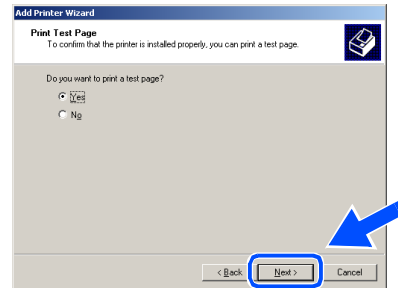 Add Printer Wizard
Print Test Page
To confirm that the printer is installed properly, you can print a test page.
Do you want to print a test page?
Yes
No
< Back Next > Cancel